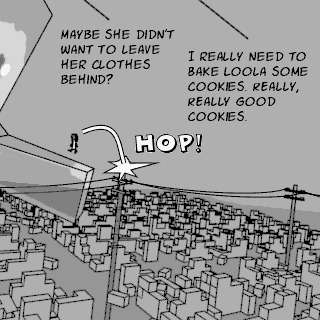 MAYBE SHE DIDN'T
WANT TO LEAVE
HER CLOTHES
BEHIND?
I REALLY NEED TO
BAKE LOOLA SOME
COOKIES. REALLY,
REALLY GOOD
COOKIES.
HOP!